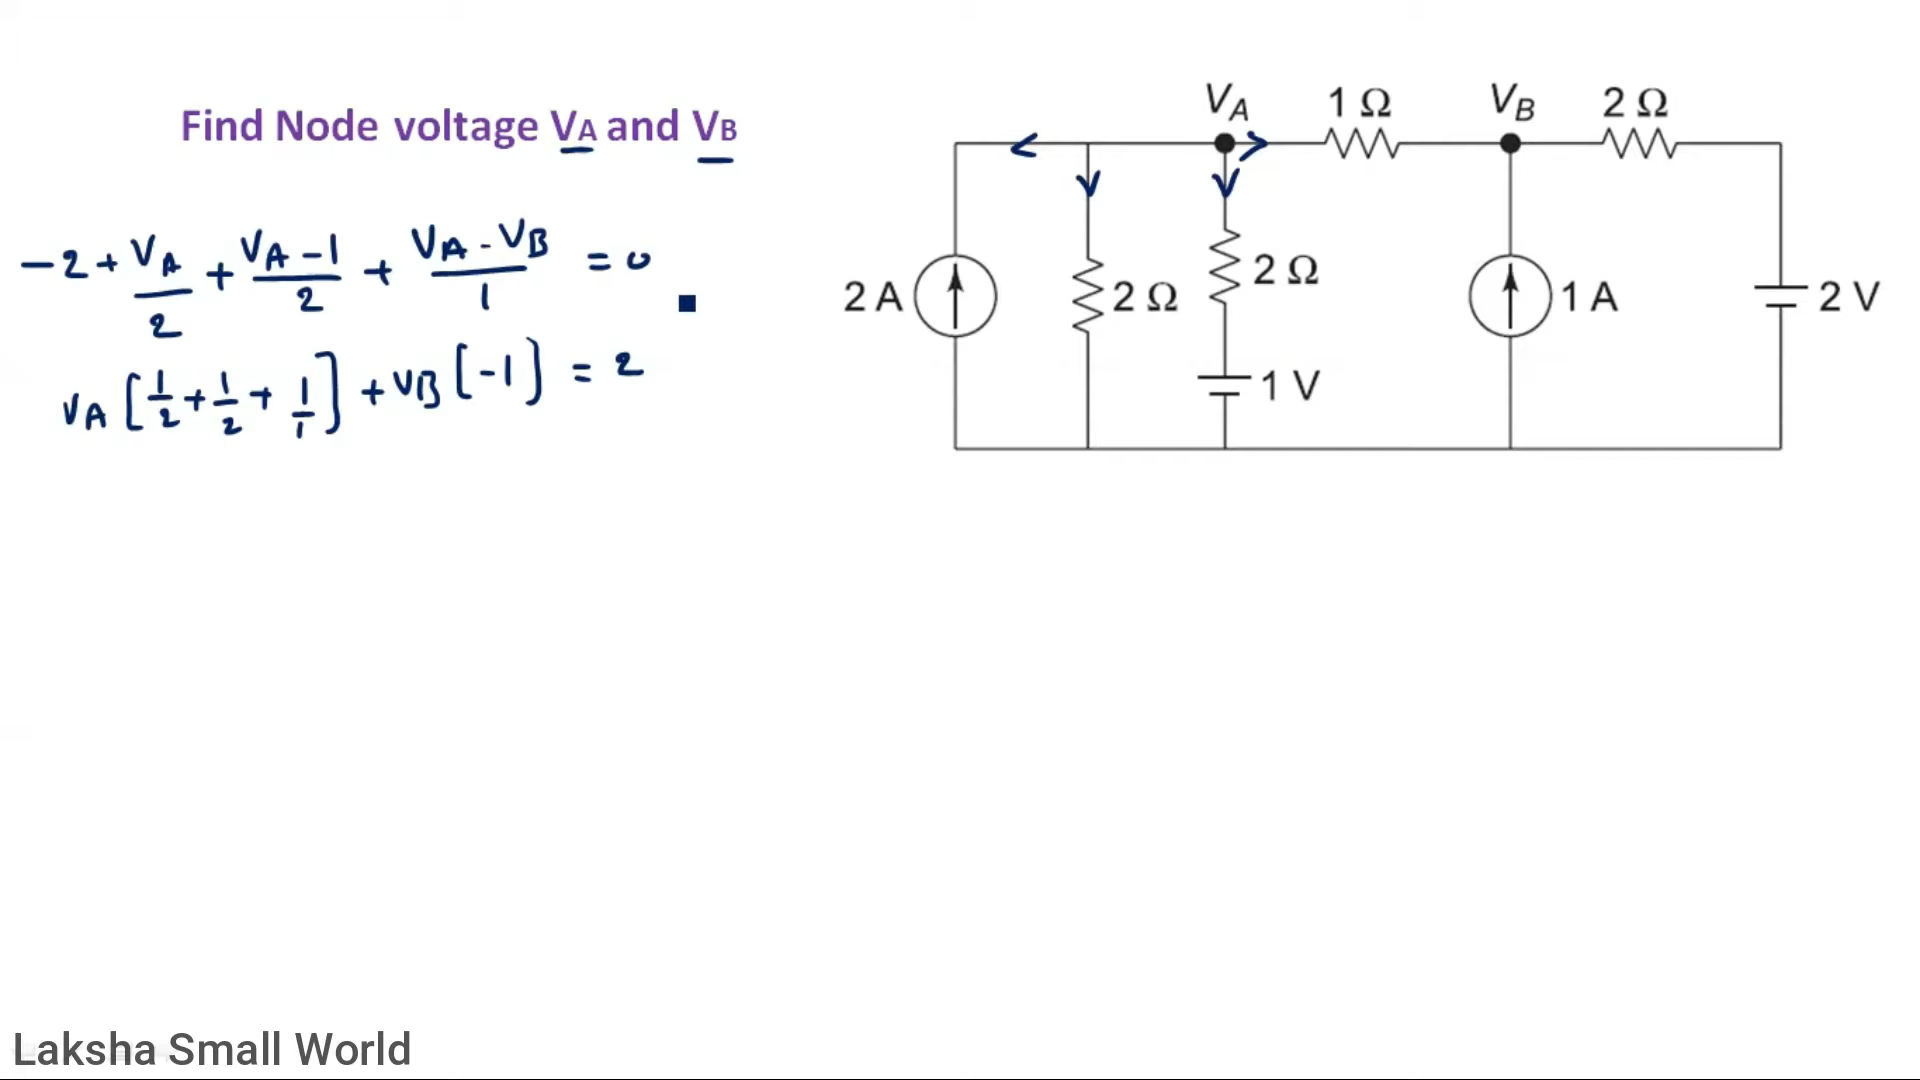 Find Node voltage VA and VB
-2 + VA/2 + (VA - 1)/2 + (VA - VB)/1 = 0
VA [1/2 + 1/2 + 1/1] + VB [-1] = 2
VA 1 Ω VB 2 Ω
2 A 2 Ω 2 Ω 1 A 2 V
1 V
Laksha Small World